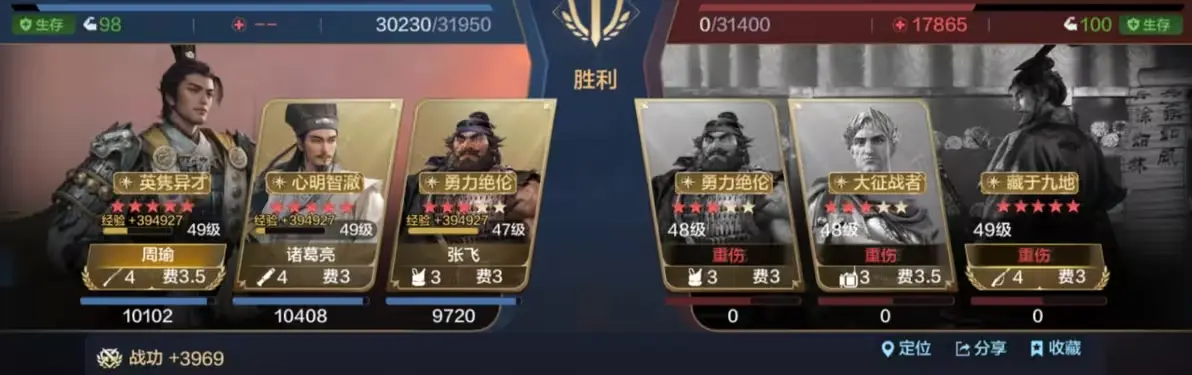 生存 98 -- 30230/31950
胜利
0/31400 17865 100 生存
英隽异才
经验 +394927
49级
周瑜
4 费3.5
10102
心明智澈
经验 +394927
49级
诸葛亮
4 费3
10408
勇力绝伦
经验 +394927
47级
张飞
3 费3
9720
勇力绝伦
48级
重伤
3 费3
0
大征战者
48级
重伤
3 费3.5
0
藏于九地
49级
重伤
4 费3
0
战功 +3969
定位 分享 收藏